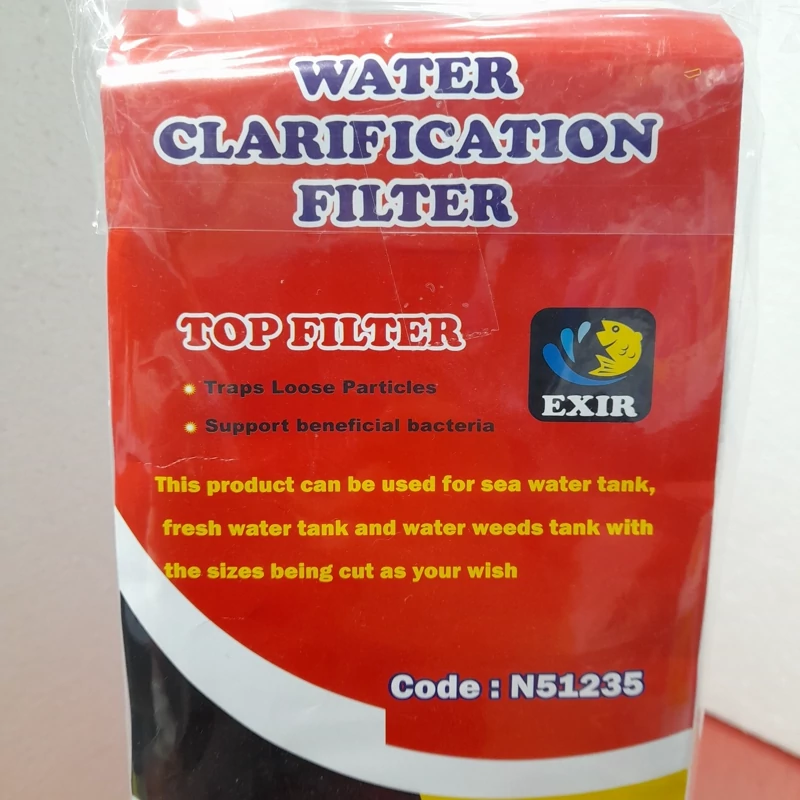 WATER
CLARIFICATION
FILTER
TOP FILTER
Traps Loose Particles
Support beneficial bacteria
EXIR
This product can be used for sea water tank,
fresh water tank and water weeds tank with
the sizes being cut as your wish
Code : N51235